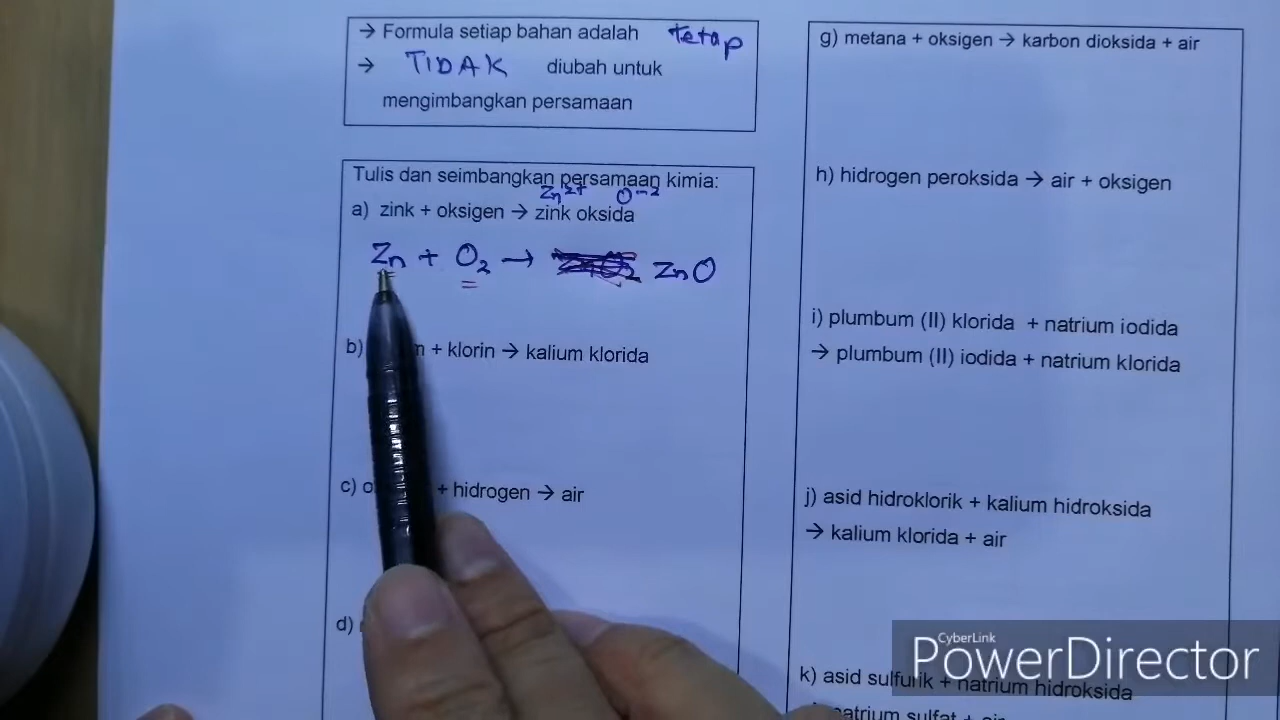 → Formula setiap bahan adalah tetap
→ TIDAK diubah untuk
mengimbangkan persamaan
Tulis dan seimbangkan persamaan kimia:
Zn²⁺ O⁻²
a) zink + oksigen → zink oksida
Zn + O₂ → ZnO
b) + klorin → kalium klorida
c) + hidrogen → air
d)
g) metana + oksigen → karbon dioksida + air
h) hidrogen peroksida → air + oksigen
i) plumbum (II) klorida + natrium iodida
→ plumbum (II) iodida + natrium klorida
j) asid hidroklorik + kalium hidroksida
→ kalium klorida + air
k) asid sulfurik + natrium hidroksida
natrium sulfat + air
CyberLink
PowerDirector